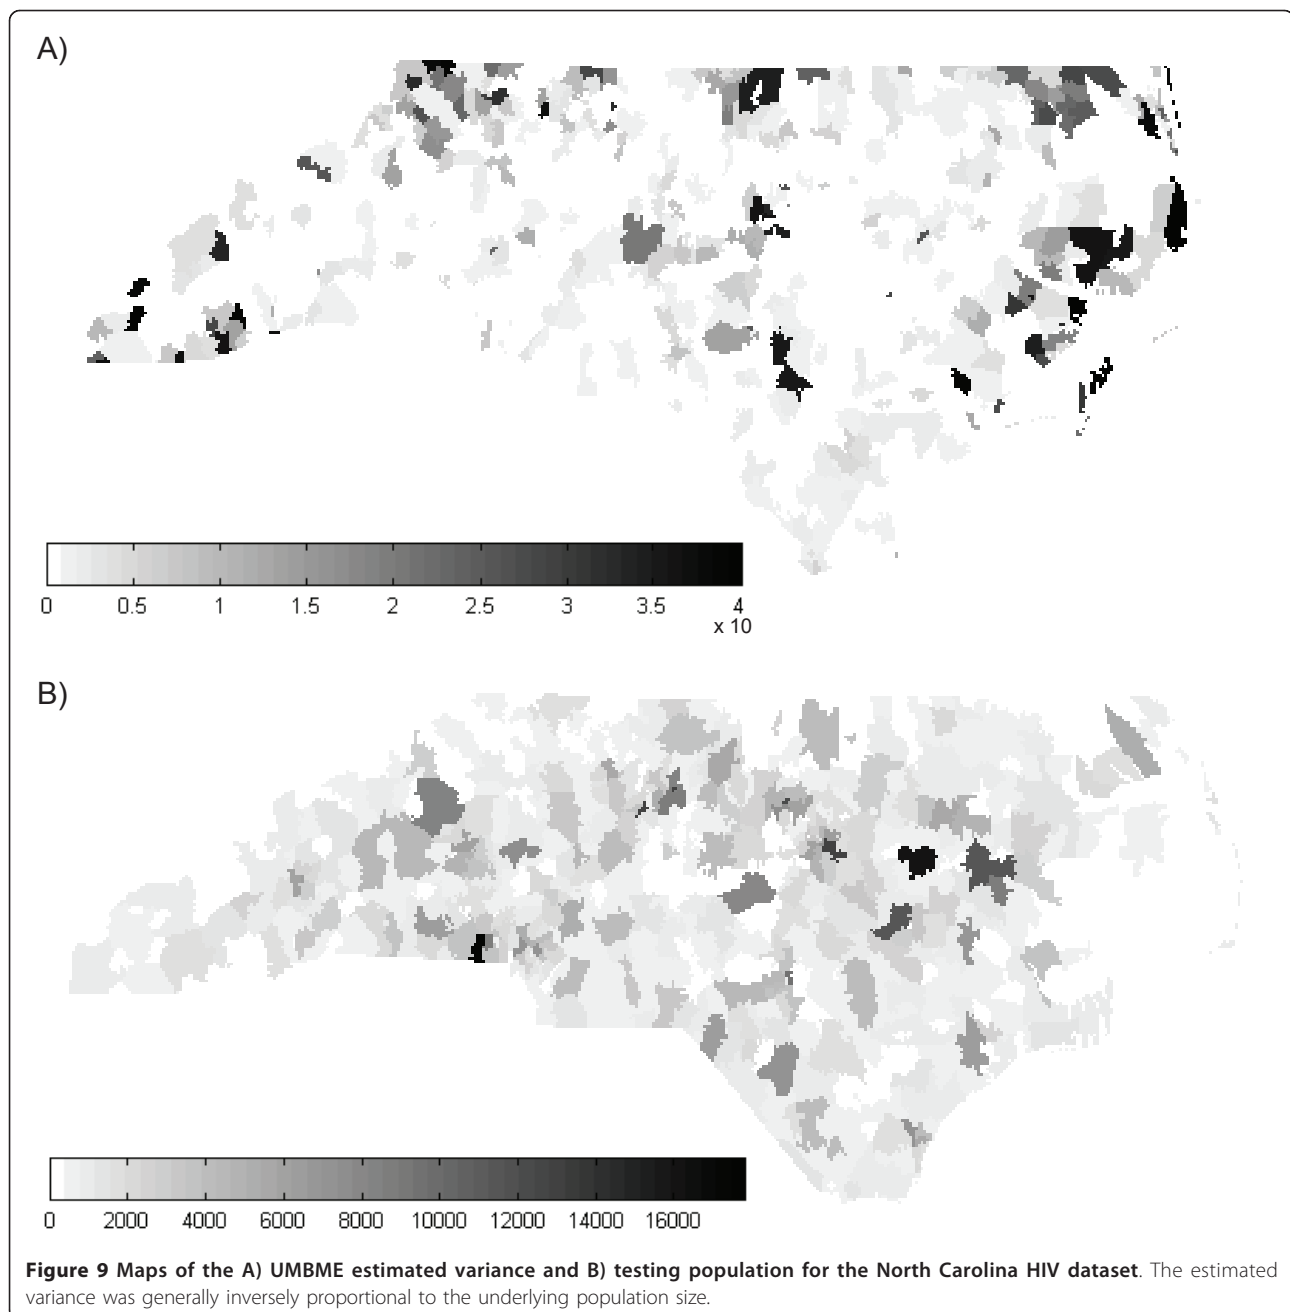 A)
0 0.5 1 1.5 2 2.5 3 3.5 4
x 10
B)
0 2000 4000 6000 8000 10000 12000 14000 16000
Figure 9 Maps of the A) UMBME estimated variance and B) testing population for the North Carolina HIV dataset. The estimated
variance was generally inversely proportional to the underlying population size.